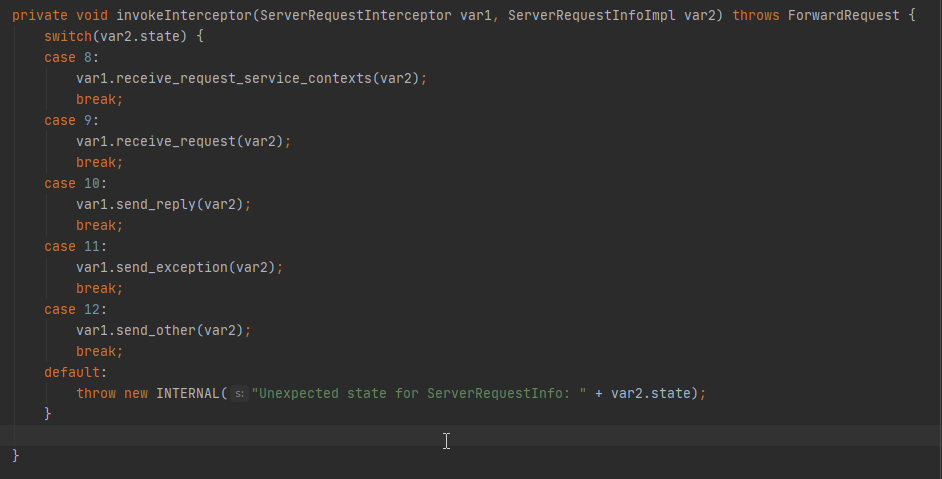 private void invokeInterceptor(ServerRequestInterceptor var1, ServerRequestInfoImpl var2) throws ForwardRequest {
    switch(var2.state) {
    case 8:
        var1.receive_request_service_contexts(var2);
        break;
    case 9:
        var1.receive_request(var2);
        break;
    case 10:
        var1.send_reply(var2);
        break;
    case 11:
        var1.send_exception(var2);
        break;
    case 12:
        var1.send_other(var2);
        break;
    default:
        throw new INTERNAL( s: "Unexpected state for ServerRequestInfo: " + var2.state);
    }
}